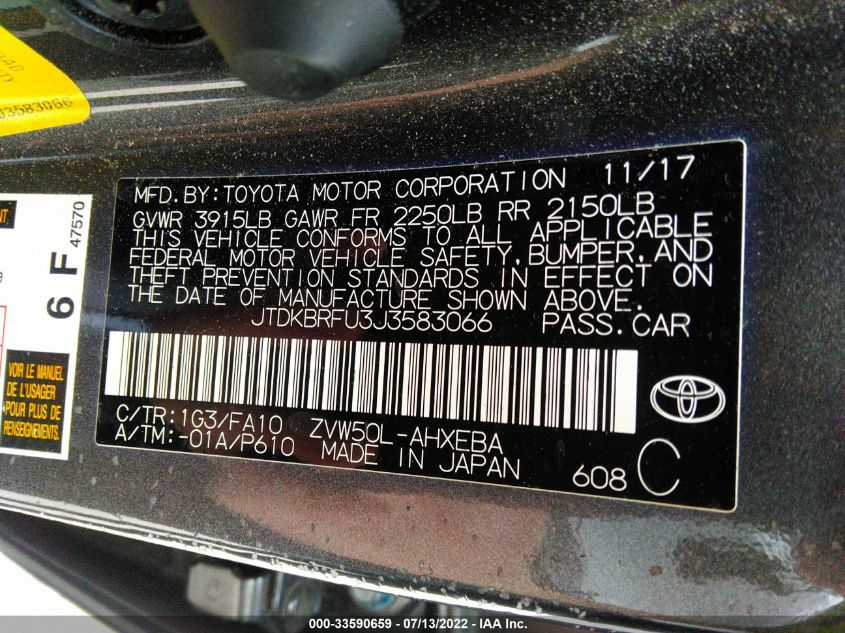 J3583066
MFD.BY:TOYOTA MOTOR CORPORATION 11/17
GVWR 3915LB GAWR FR 2250LB RR 2150LB
THIS VEHICLE CONFORMS TO ALL APPLICABLE
FEDERAL MOTOR VEHICLE SAFETY,BUMPER,AND
THEFT PREVENTION STANDARDS IN EFFECT ON
THE DATE OF MANUFACTURE SHOWN ABOVE.
JTDKBRFU3J3583066 PASS.CAR
C/TR:1G3/FA10 ZVW50L-AHXEBA
A/TM:-01A/P610 MADE IN JAPAN
608 C
6 F 47570
VOIR LE MANUEL
DE L'USAGER
POUR PLUS DE
RENSEIGNEMENTS.
000-33590659 - 07/13/2022 - IAA Inc.